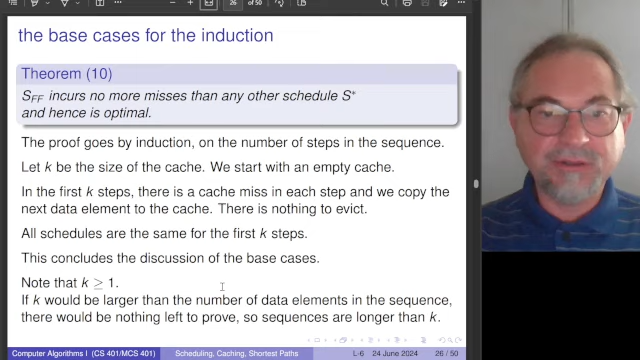 26 of 50
the base cases for the induction
Theorem (10)
S_FF incurs no more misses than any other schedule S*
and hence is optimal.
The proof goes by induction, on the number of steps in the sequence.
Let k be the size of the cache. We start with an empty cache.
In the first k steps, there is a cache miss in each step and we copy the
next data element to the cache. There is nothing to evict.
All schedules are the same for the first k steps.
This concludes the discussion of the base cases.
Note that k ≥ 1.
If k would be larger than the number of data elements in the sequence,
there would be nothing left to prove, so sequences are longer than k.
Computer Algorithms I (CS 401/MCS 401) Scheduling, Caching, Shortest Paths L-6 24 June 2024 26 / 50